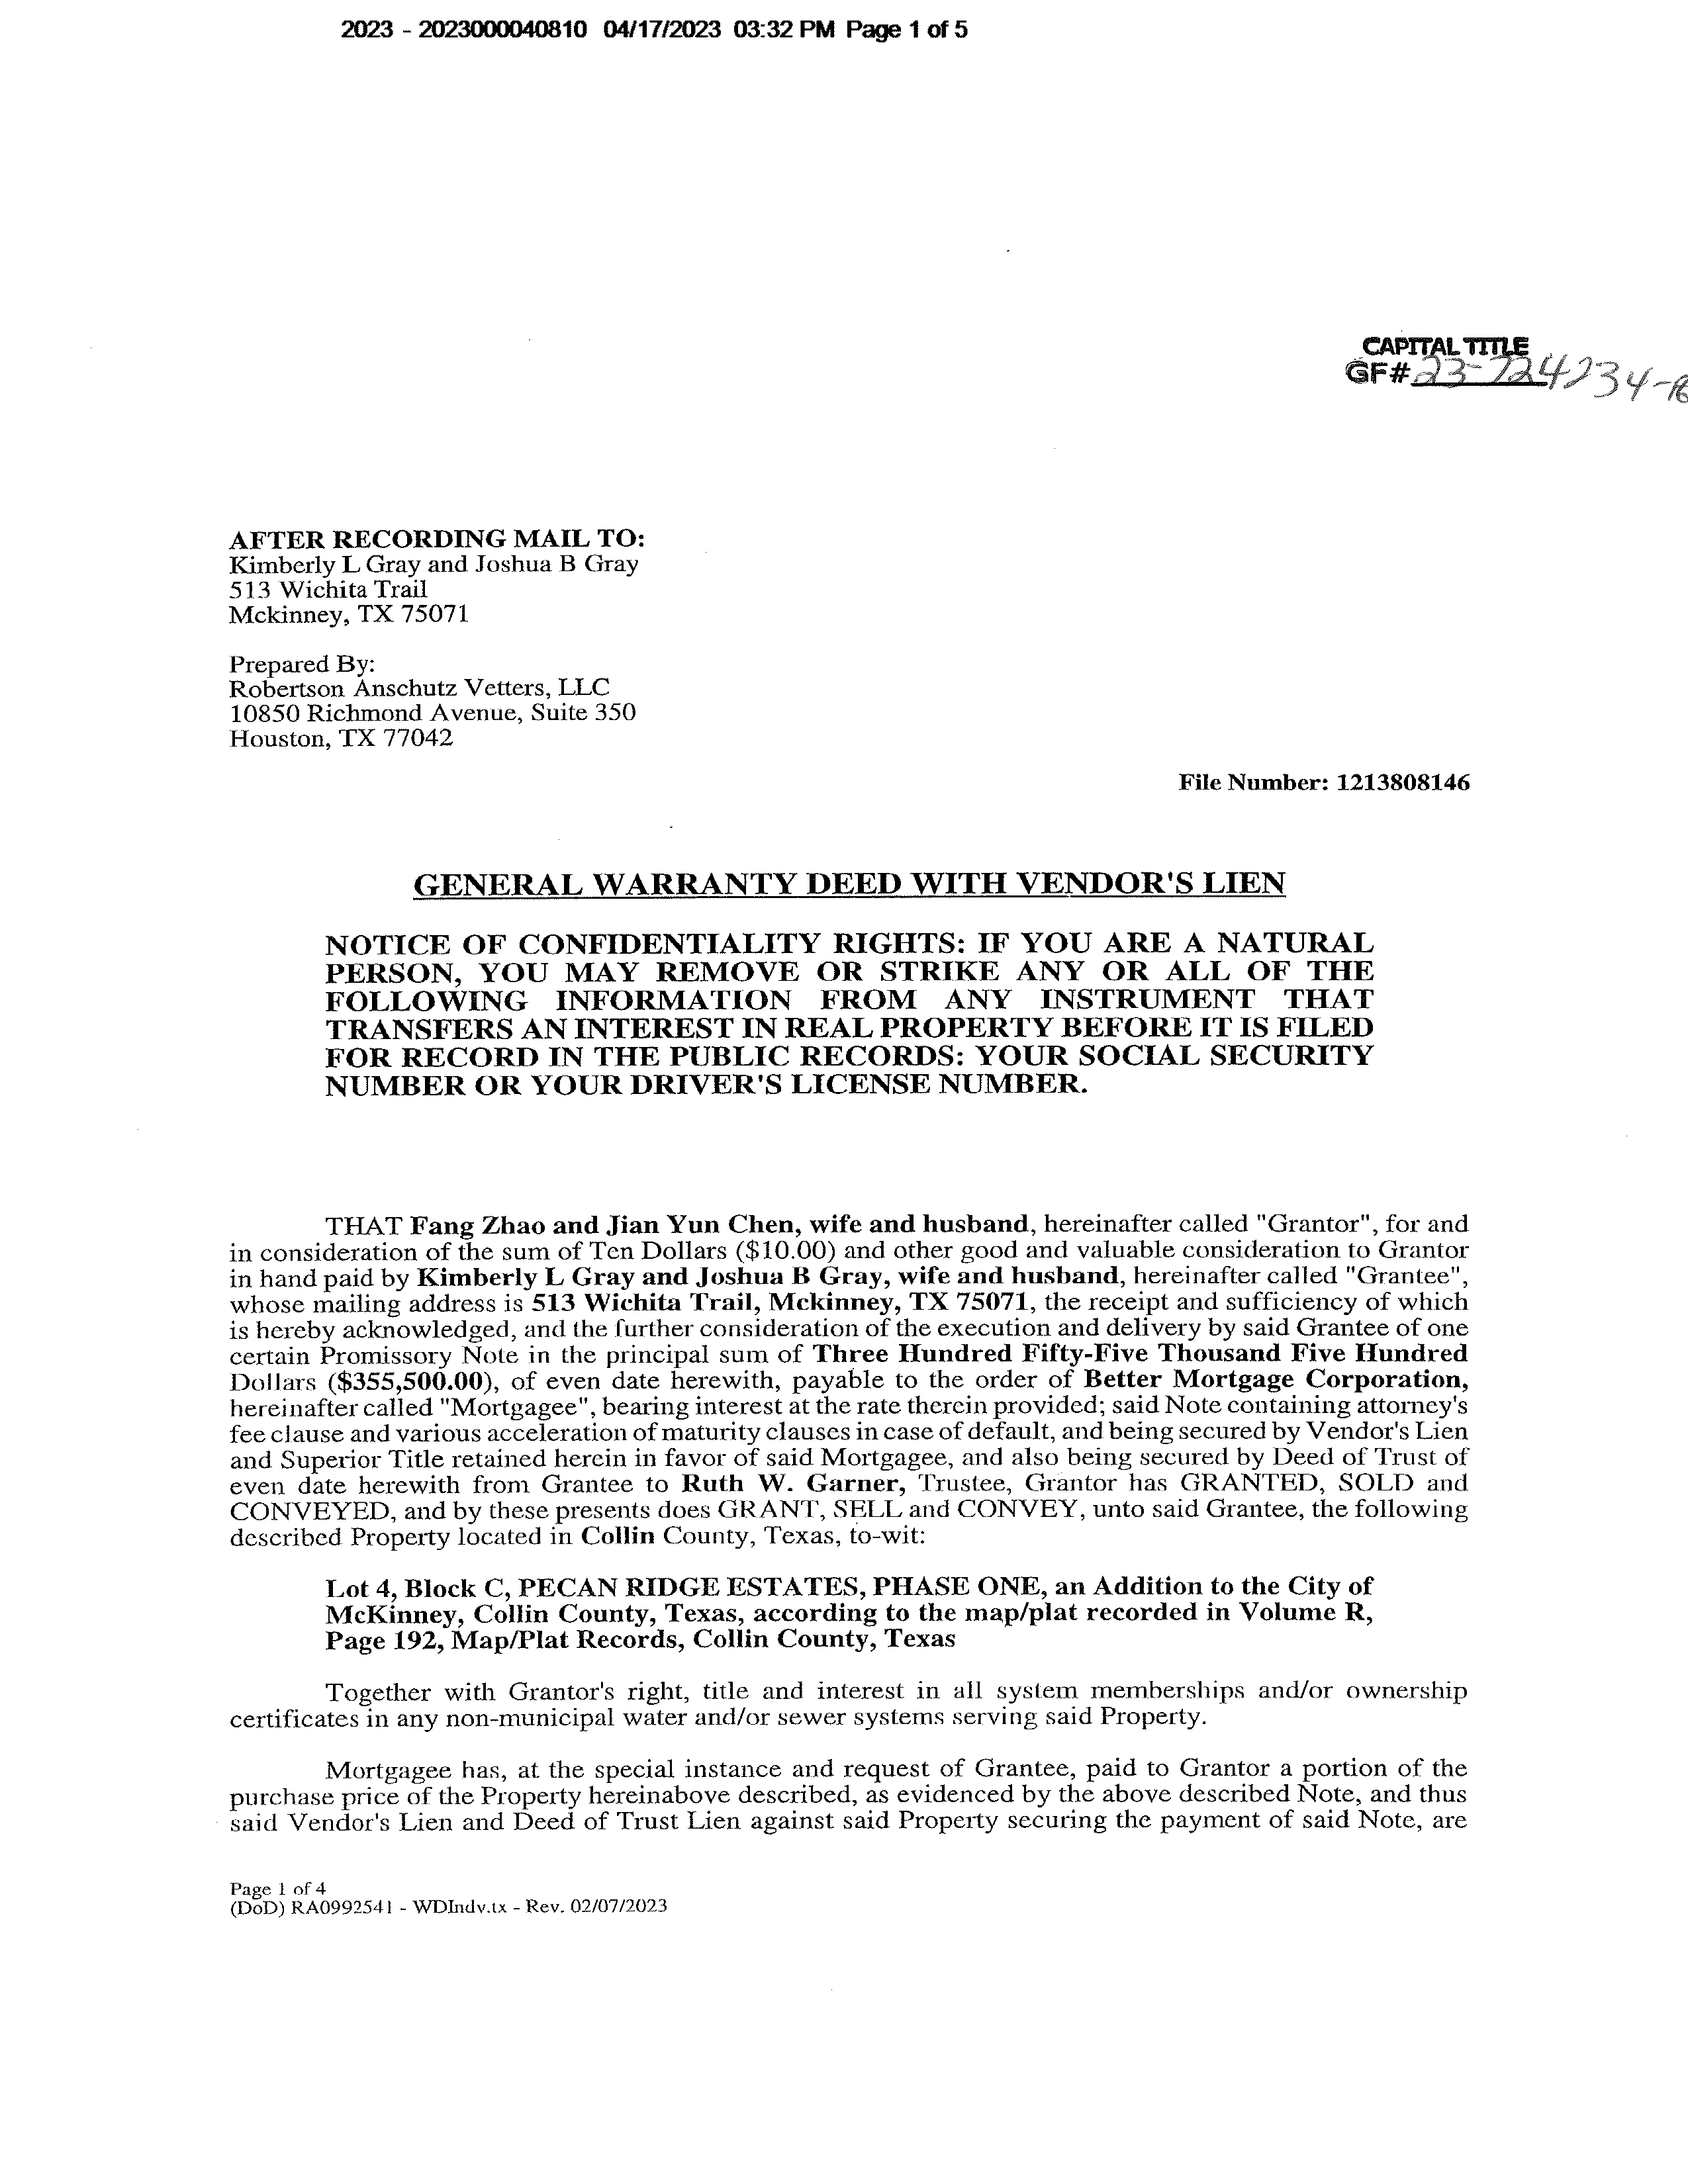 2023 - 2023000040810 04/17/2023 03:32 PM Page 1 of 5
CAPITAL TITLE
GF# 23-724234-
AFTER RECORDING MAIL TO:
Kimberly L Gray and Joshua B Gray
513 Wichita Trail
Mckinney, TX 75071
Prepared By:
Robertson Anschutz Vetters, LLC
10850 Richmond Avenue, Suite 350
Houston, TX 77042
File Number: 1213808146
GENERAL WARRANTY DEED WITH VENDOR'S LIEN
NOTICE OF CONFIDENTIALITY RIGHTS: IF YOU ARE A NATURAL
PERSON, YOU MAY REMOVE OR STRIKE ANY OR ALL OF THE
FOLLOWING INFORMATION FROM ANY INSTRUMENT THAT
TRANSFERS AN INTEREST IN REAL PROPERTY BEFORE IT IS FILED
FOR RECORD IN THE PUBLIC RECORDS: YOUR SOCIAL SECURITY
NUMBER OR YOUR DRIVER'S LICENSE NUMBER.
THAT Fang Zhao and Jian Yun Chen, wife and husband, hereinafter called "Grantor", for and
in consideration of the sum of Ten Dollars ($10.00) and other good and valuable consideration to Grantor
in hand paid by Kimberly L Gray and Joshua B Gray, wife and husband, hereinafter called "Grantee",
whose mailing address is 513 Wichita Trail, Mckinney, TX 75071, the receipt and sufficiency of which
is hereby acknowledged, and the further consideration of the execution and delivery by said Grantee of one
certain Promissory Note in the principal sum of Three Hundred Fifty-Five Thousand Five Hundred
Dollars ($355,500.00), of even date herewith, payable to the order of Better Mortgage Corporation,
hereinafter called "Mortgagee", bearing interest at the rate therein provided; said Note containing attorney's
fee clause and various acceleration of maturity clauses in case of default, and being secured by Vendor's Lien
and Superior Title retained herein in favor of said Mortgagee, and also being secured by Deed of Trust of
even date herewith from Grantee to Ruth W. Garner, Trustee, Grantor has GRANTED, SOLD and
CONVEYED, and by these presents does GRANT, SELL and CONVEY, unto said Grantee, the following
described Property located in Collin County, Texas, to-wit:
Lot 4, Block C, PECAN RIDGE ESTATES, PHASE ONE, an Addition to the City of
McKinney, Collin County, Texas, according to the map/plat recorded in Volume R,
Page 192, Map/Plat Records, Collin County, Texas
Together with Grantor's right, title and interest in all system memberships and/or ownership
certificates in any non-municipal water and/or sewer systems serving said Property.
Mortgagee has, at the special instance and request of Grantee, paid to Grantor a portion of the
purchase price of the Property hereinabove described, as evidenced by the above described Note, and thus
said Vendor's Lien and Deed of Trust Lien against said Property securing the payment of said Note, are
Page 1 of 4
(DoD) RA0992541 - WDIndv.tx - Rev. 02/07/2023